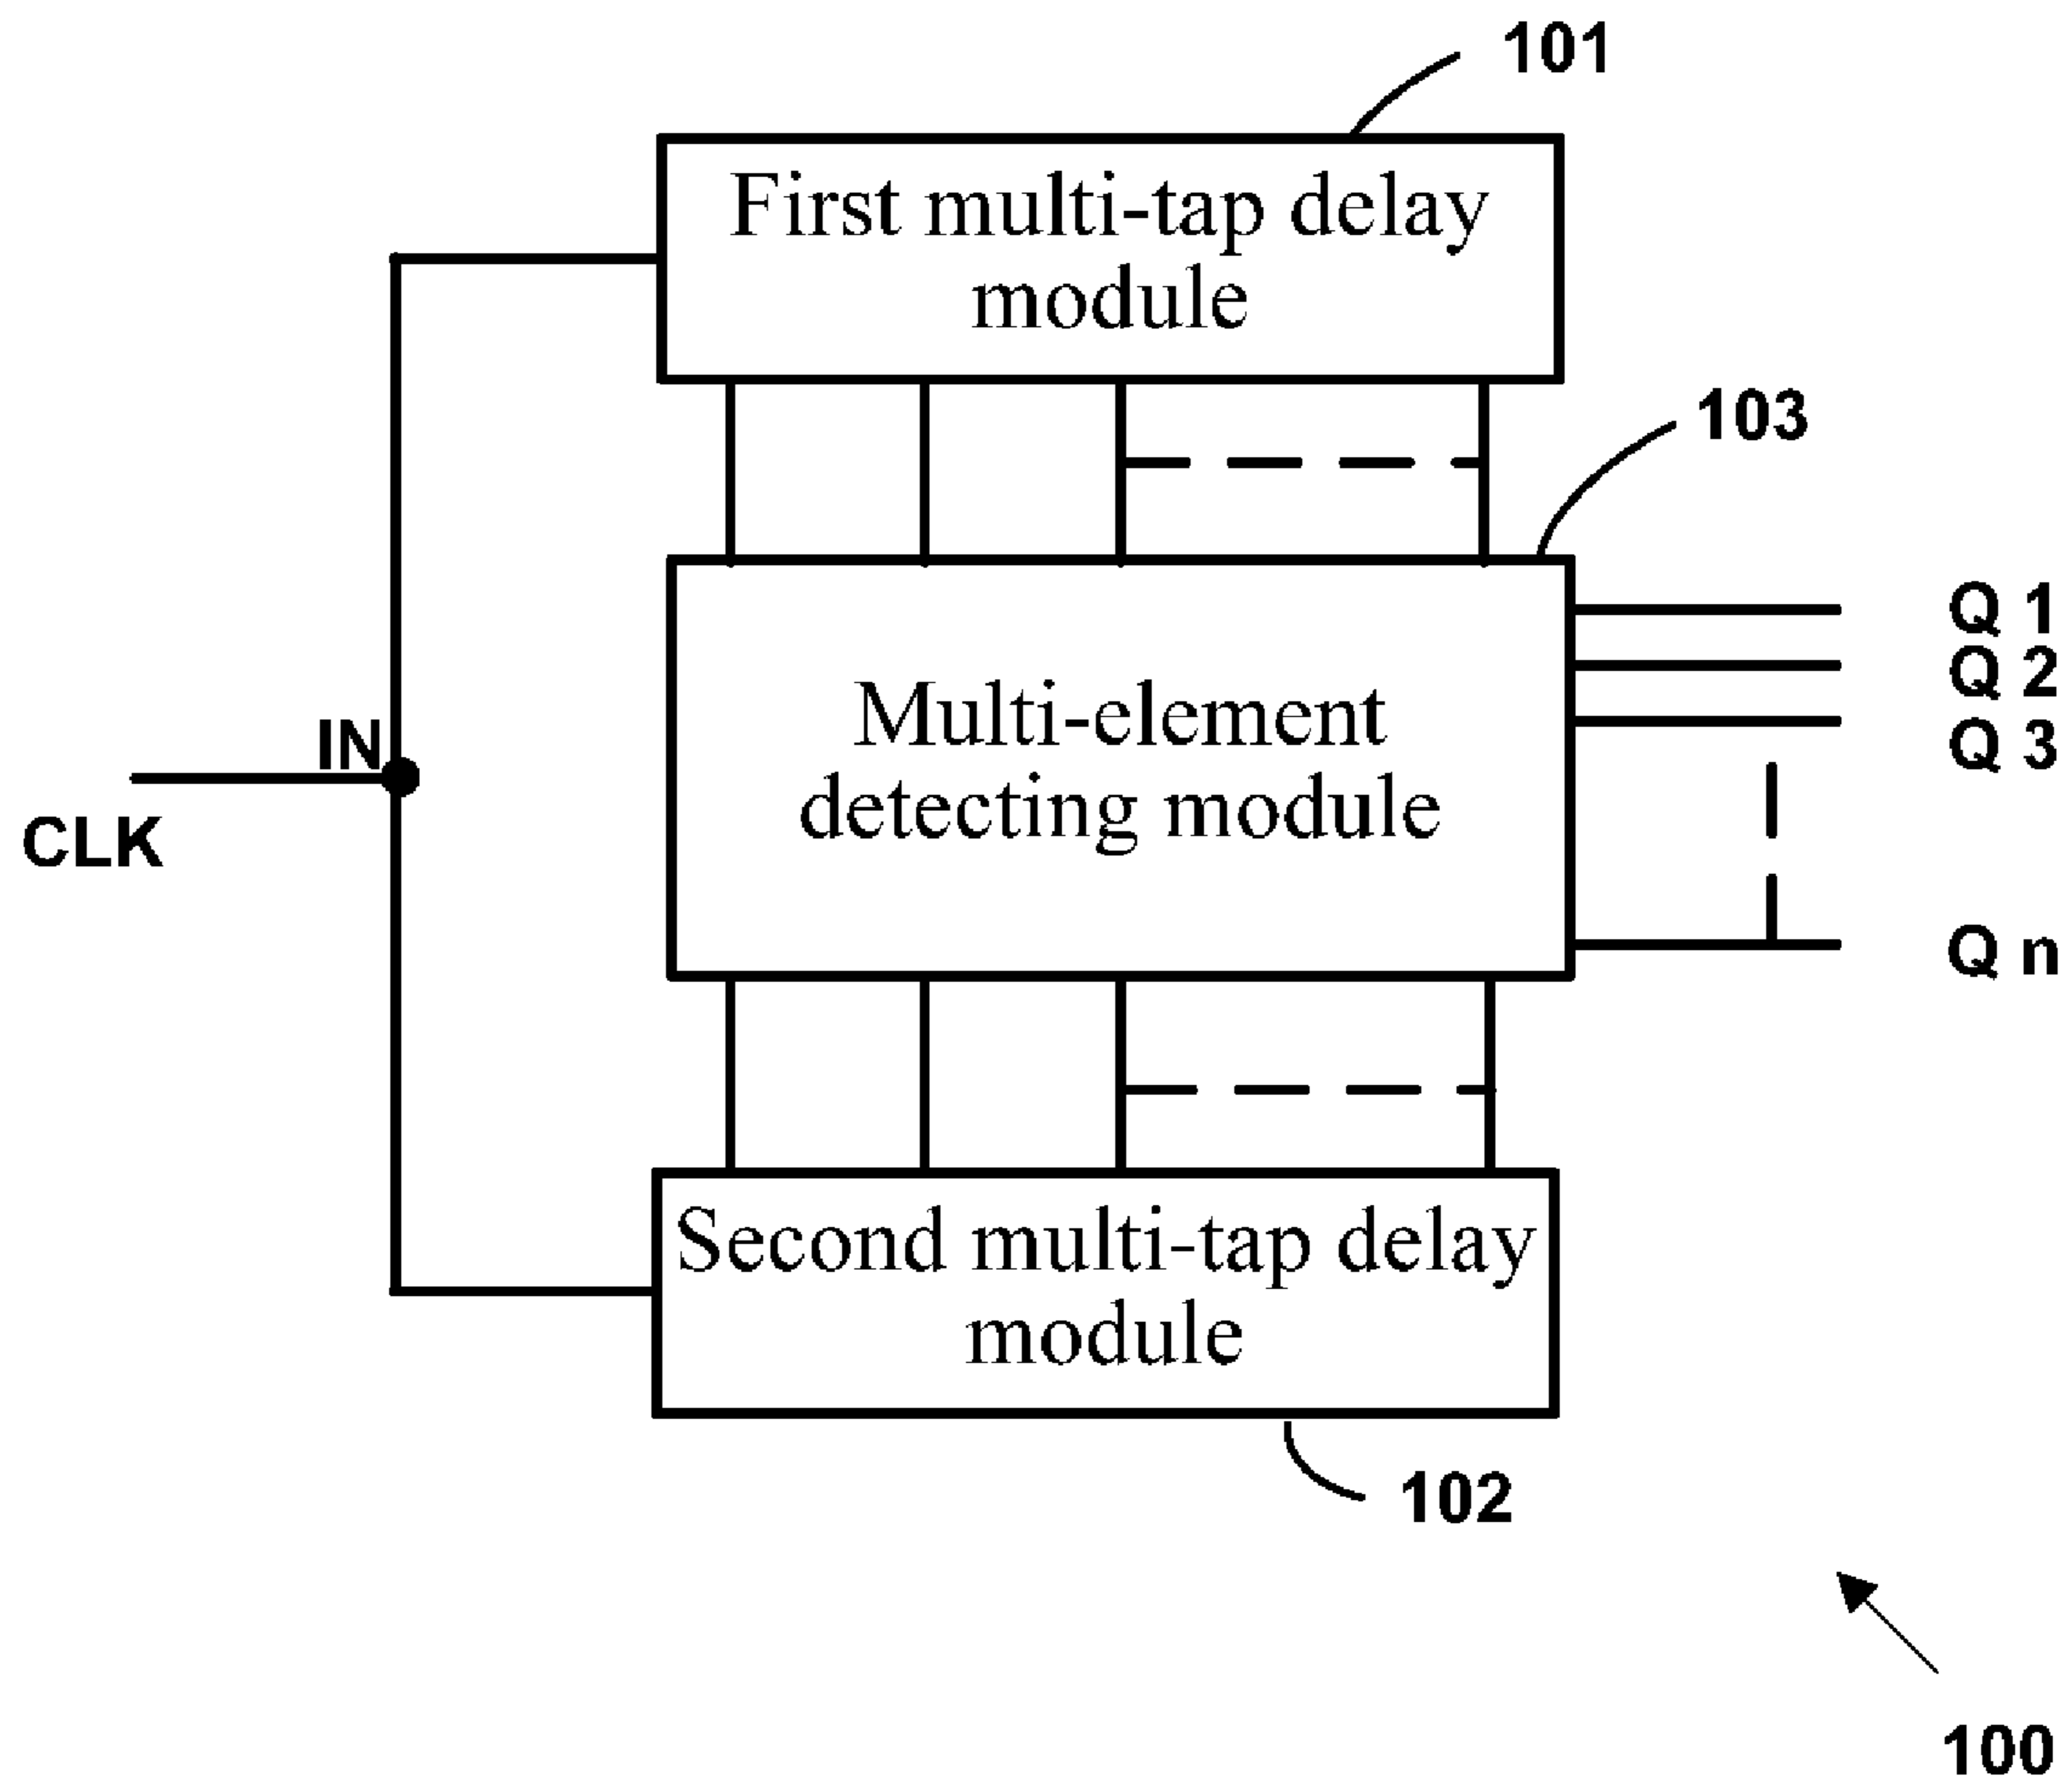 101
First multi-tap delay
module
103
Q 1
Q 2
Q 3
Multi-element
detecting module
IN
CLK
Q n
Second multi-tap delay
module
102
100